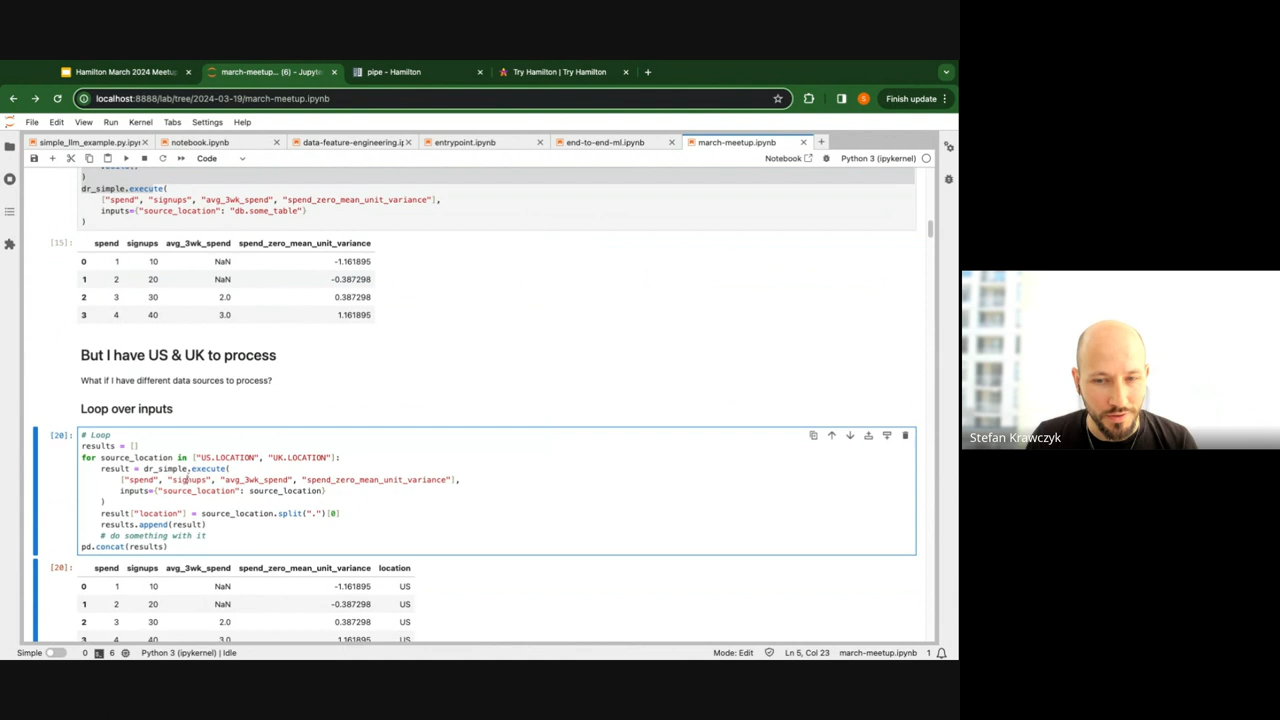 Hamilton March 2024 Meetu
march-meetup... (6) - Jupyte
pipe - Hamilton
Try Hamilton | Try Hamilton
localhost:8888/lab/tree/2024-03-19/march-meetup.ipynb
S
Finish update
File Edit View Run Kernel Tabs Settings Help
simple_llm_example.py.ipyn
notebook.ipynb
data-feature-engineering.i
entrypoint.ipynb
end-to-end-ml.ipynb
march-meetup.ipynb
Code
Notebook
Python 3 (ipykernel)
)
dr_simple.execute(
["spend", "signups", "avg_3wk_spend", "spend_zero_mean_unit_variance"],
inputs={"source_location": "db.some_table"}
)
[15]:
spend signups avg_3wk_spend spend_zero_mean_unit_variance
0 1 10 NaN -1.161895
1 2 20 NaN -0.387298
2 3 30 2.0 0.387298
3 4 40 3.0 1.161895
But I have US & UK to process
What if I have different data sources to process?
Loop over inputs
[20]:
# Loop
results = []
for source_location in ["US.LOCATION", "UK.LOCATION"]:
result = dr_simple.execute(
["spend", "signups", "avg_3wk_spend", "spend_zero_mean_unit_variance"],
inputs={"source_location": source_location}
)
result["location"] = source_location.split(".")[0]
results.append(result)
# do something with it
pd.concat(results)
[20]:
spend signups avg_3wk_spend spend_zero_mean_unit_variance location
0 1 10 NaN -1.161895 US
1 2 20 NaN -0.387298 US
2 3 30 2.0 0.387298 US
3 4 40 3.0 1.161895 US
Simple 0 6 Python 3 (ipykernel) | Idle
Mode: Edit Ln 5, Col 23 march-meetup.ipynb 1
Stefan Krawczyk